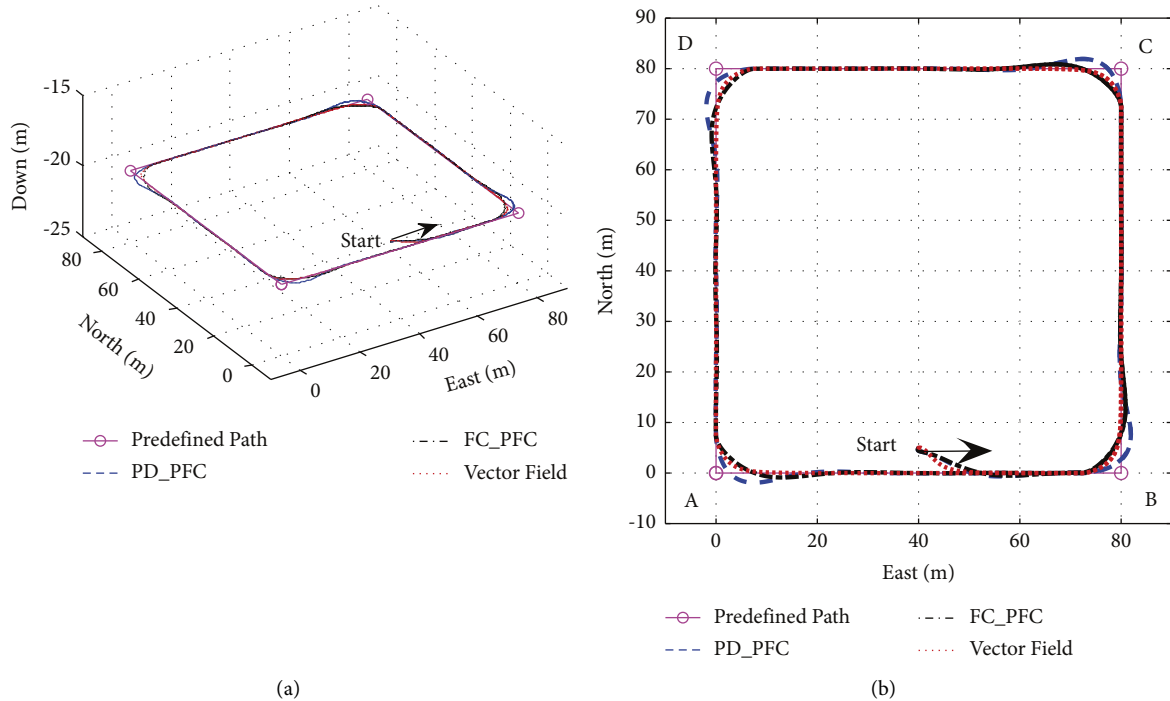 -15
-20
-25
Down (m)
80
60
40
20
0
North (m)
0
20
40
60
80
East (m)
Start
Predefined Path
PD_PFC
FC_PFC
Vector Field
(a)
90
80
70
60
50
40
30
20
10
0
-10
North (m)
D
C
A
B
Start
0
20
40
60
80
East (m)
Predefined Path
PD_PFC
FC_PFC
Vector Field
(b)